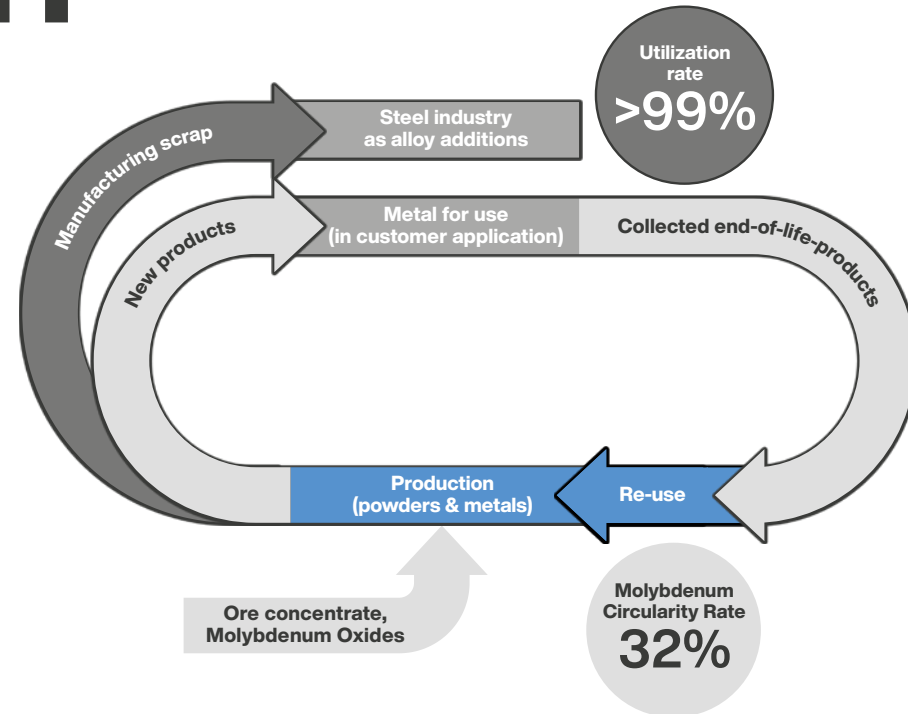 Utilization
rate
>99%
Steel industry
as alloy additions
Manufacturing scrap
Metal for use
(in customer application)
Collected end-of-life-products
New products
Production
(powders & metals)
Re-use
Ore concentrate,
Molybdenum Oxides
Molybdenum
Circularity Rate
32%